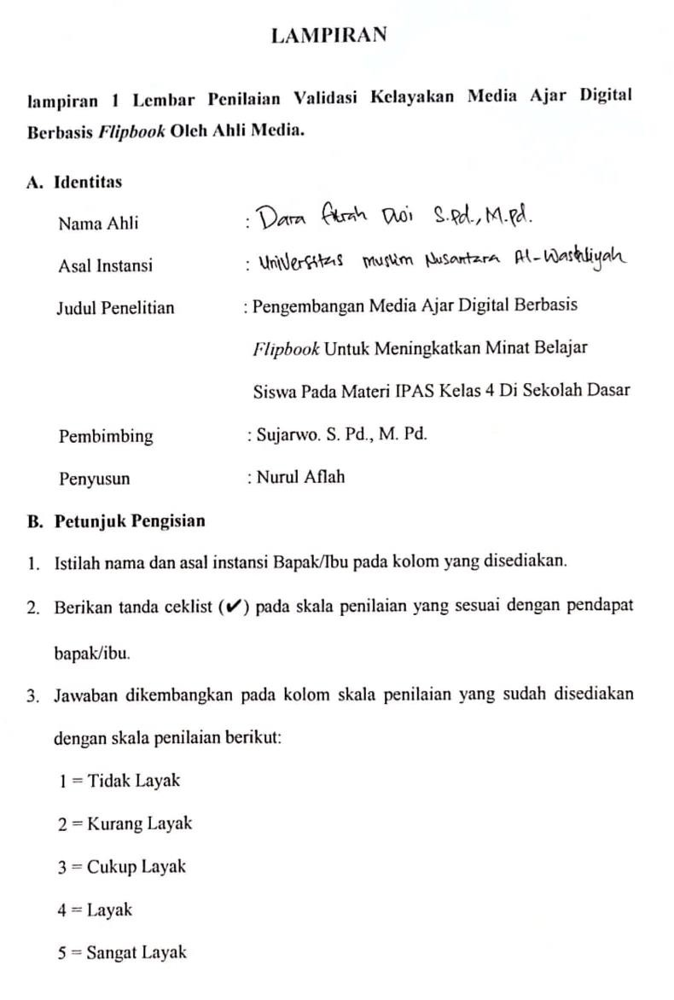 LAMPIRAN
lampiran 1 Lembar Penilaian Validasi Kelayakan Media Ajar Digital
Berbasis Flipbook Oleh Ahli Media.
A. Identitas
Nama Ahli : Dara Fitrah Dwi S.Pd., M.Pd.
Asal Instansi : Universitas Muslim Nusantara Al-Washliyah
Judul Penelitian : Pengembangan Media Ajar Digital Berbasis
Flipbook Untuk Meningkatkan Minat Belajar
Siswa Pada Materi IPAS Kelas 4 Di Sekolah Dasar
Pembimbing : Sujarwo. S. Pd., M. Pd.
Penyusun : Nurul Aflah
B. Petunjuk Pengisian
1. Istilah nama dan asal instansi Bapak/Ibu pada kolom yang disediakan.
2. Berikan tanda ceklist (✔) pada skala penilaian yang sesuai dengan pendapat
bapak/ibu.
3. Jawaban dikembangkan pada kolom skala penilaian yang sudah disediakan
dengan skala penilaian berikut:
1 = Tidak Layak
2 = Kurang Layak
3 = Cukup Layak
4 = Layak
5 = Sangat Layak